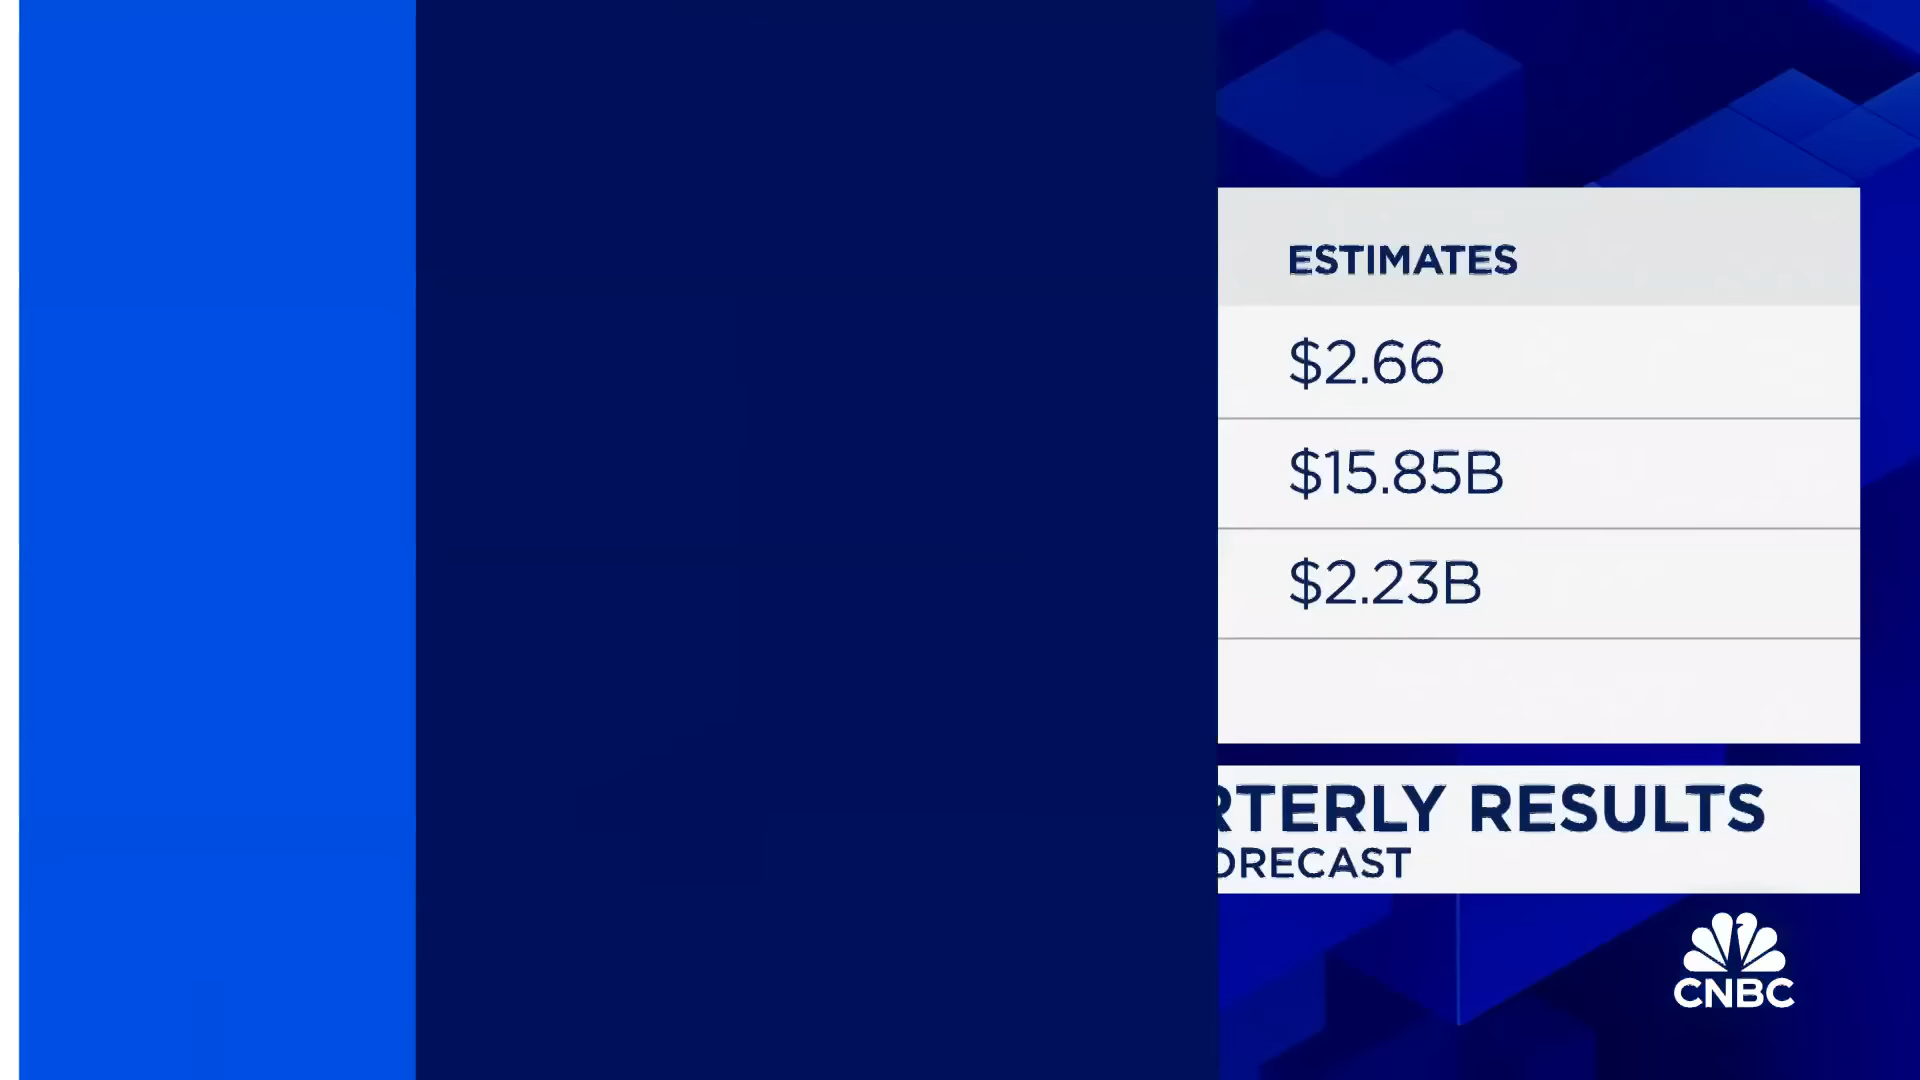 ESTIMATES
$2.66
$15.85B
$2.23B
RTERLY RESULTS
ORECAST
CNBC